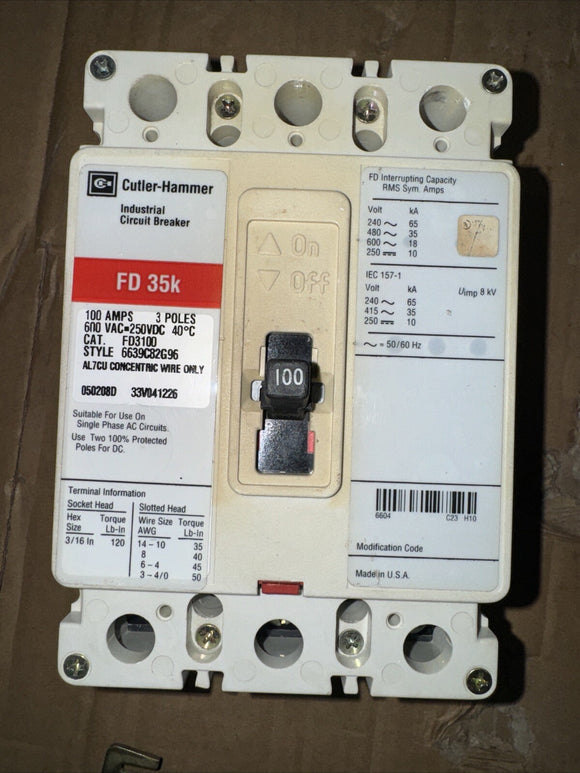 Cutler-Hammer
Industrial
Circuit Breaker
FD 35k
100 AMPS 3 POLES
600 VAC=250VDC 40°C
CAT. FD3100
STYLE 6639C82G96
AL7CU CONCENTRIC WIRE ONLY
050208D 33V041226
Suitable For Use On
Single Phase AC Circuits.
Use Two 100% Protected
Poles For DC.
Terminal Information
Socket Head Slotted Head
Hex Size Torque Lb-In Wire Size AWG Torque Lb-In
3/16 In 120 14 – 10 35
8 40
6 – 4 45
3 – 4/0 50
On
Off
100
FD Interrupting Capacity
RMS Sym. Amps
Volt kA
240 ~ 65
480 ~ 35
600 ~ 18
250 ⎓ 10
IEC 157-1
Volt kA Uimp 8 kV
240 ~ 65
415 ~ 35
250 ⎓ 10
~ = 50/60 Hz
6604 C23 H10
Modification Code
Made in U.S.A.